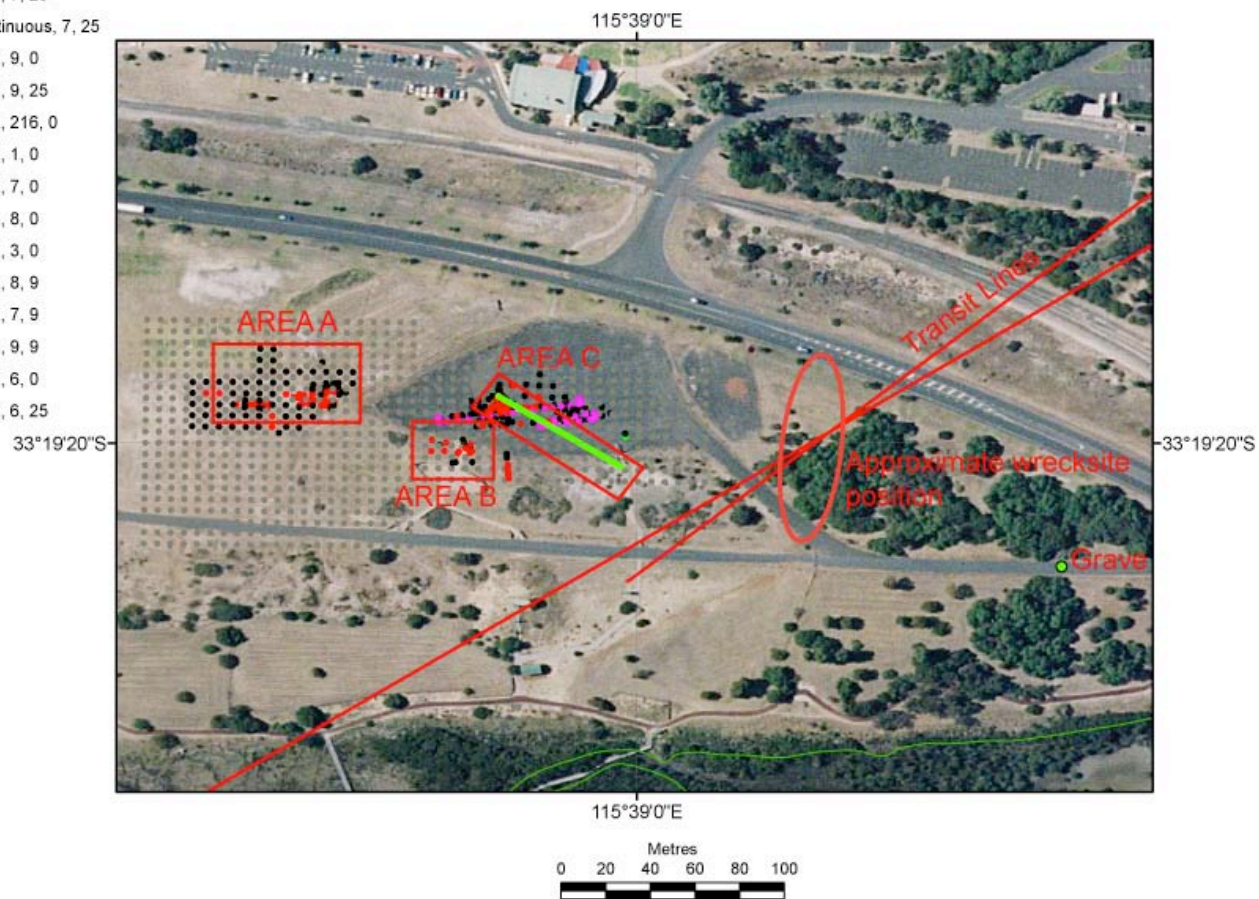 tinuous, 7, 25
, 9, 0
, 9, 25
, 216, 0
, 1, 0
, 7, 0
, 8, 0
, 3, 0
, 8, 9
, 7, 9
, 9, 9
, 6, 0
, 6, 25
115°39'0"E
Transit Lines
AREA A
AREA C
33°19'20"S
33°19'20"S
Approximate wrecksite
position
AREA B
Grave
115°39'0"E
Metres
0 20 40 60 80 100